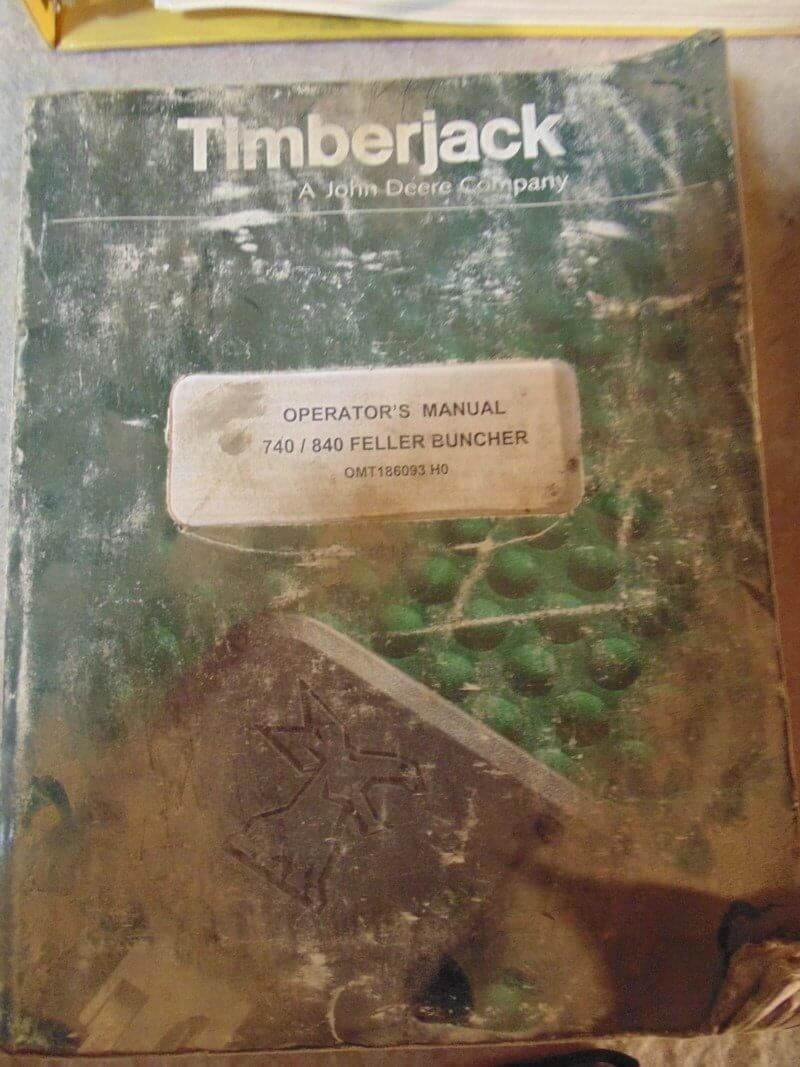 Timberjack
A John Deere Company
OPERATOR'S MANUAL
740 / 840 FELLER BUNCHER
OMT186093 H0